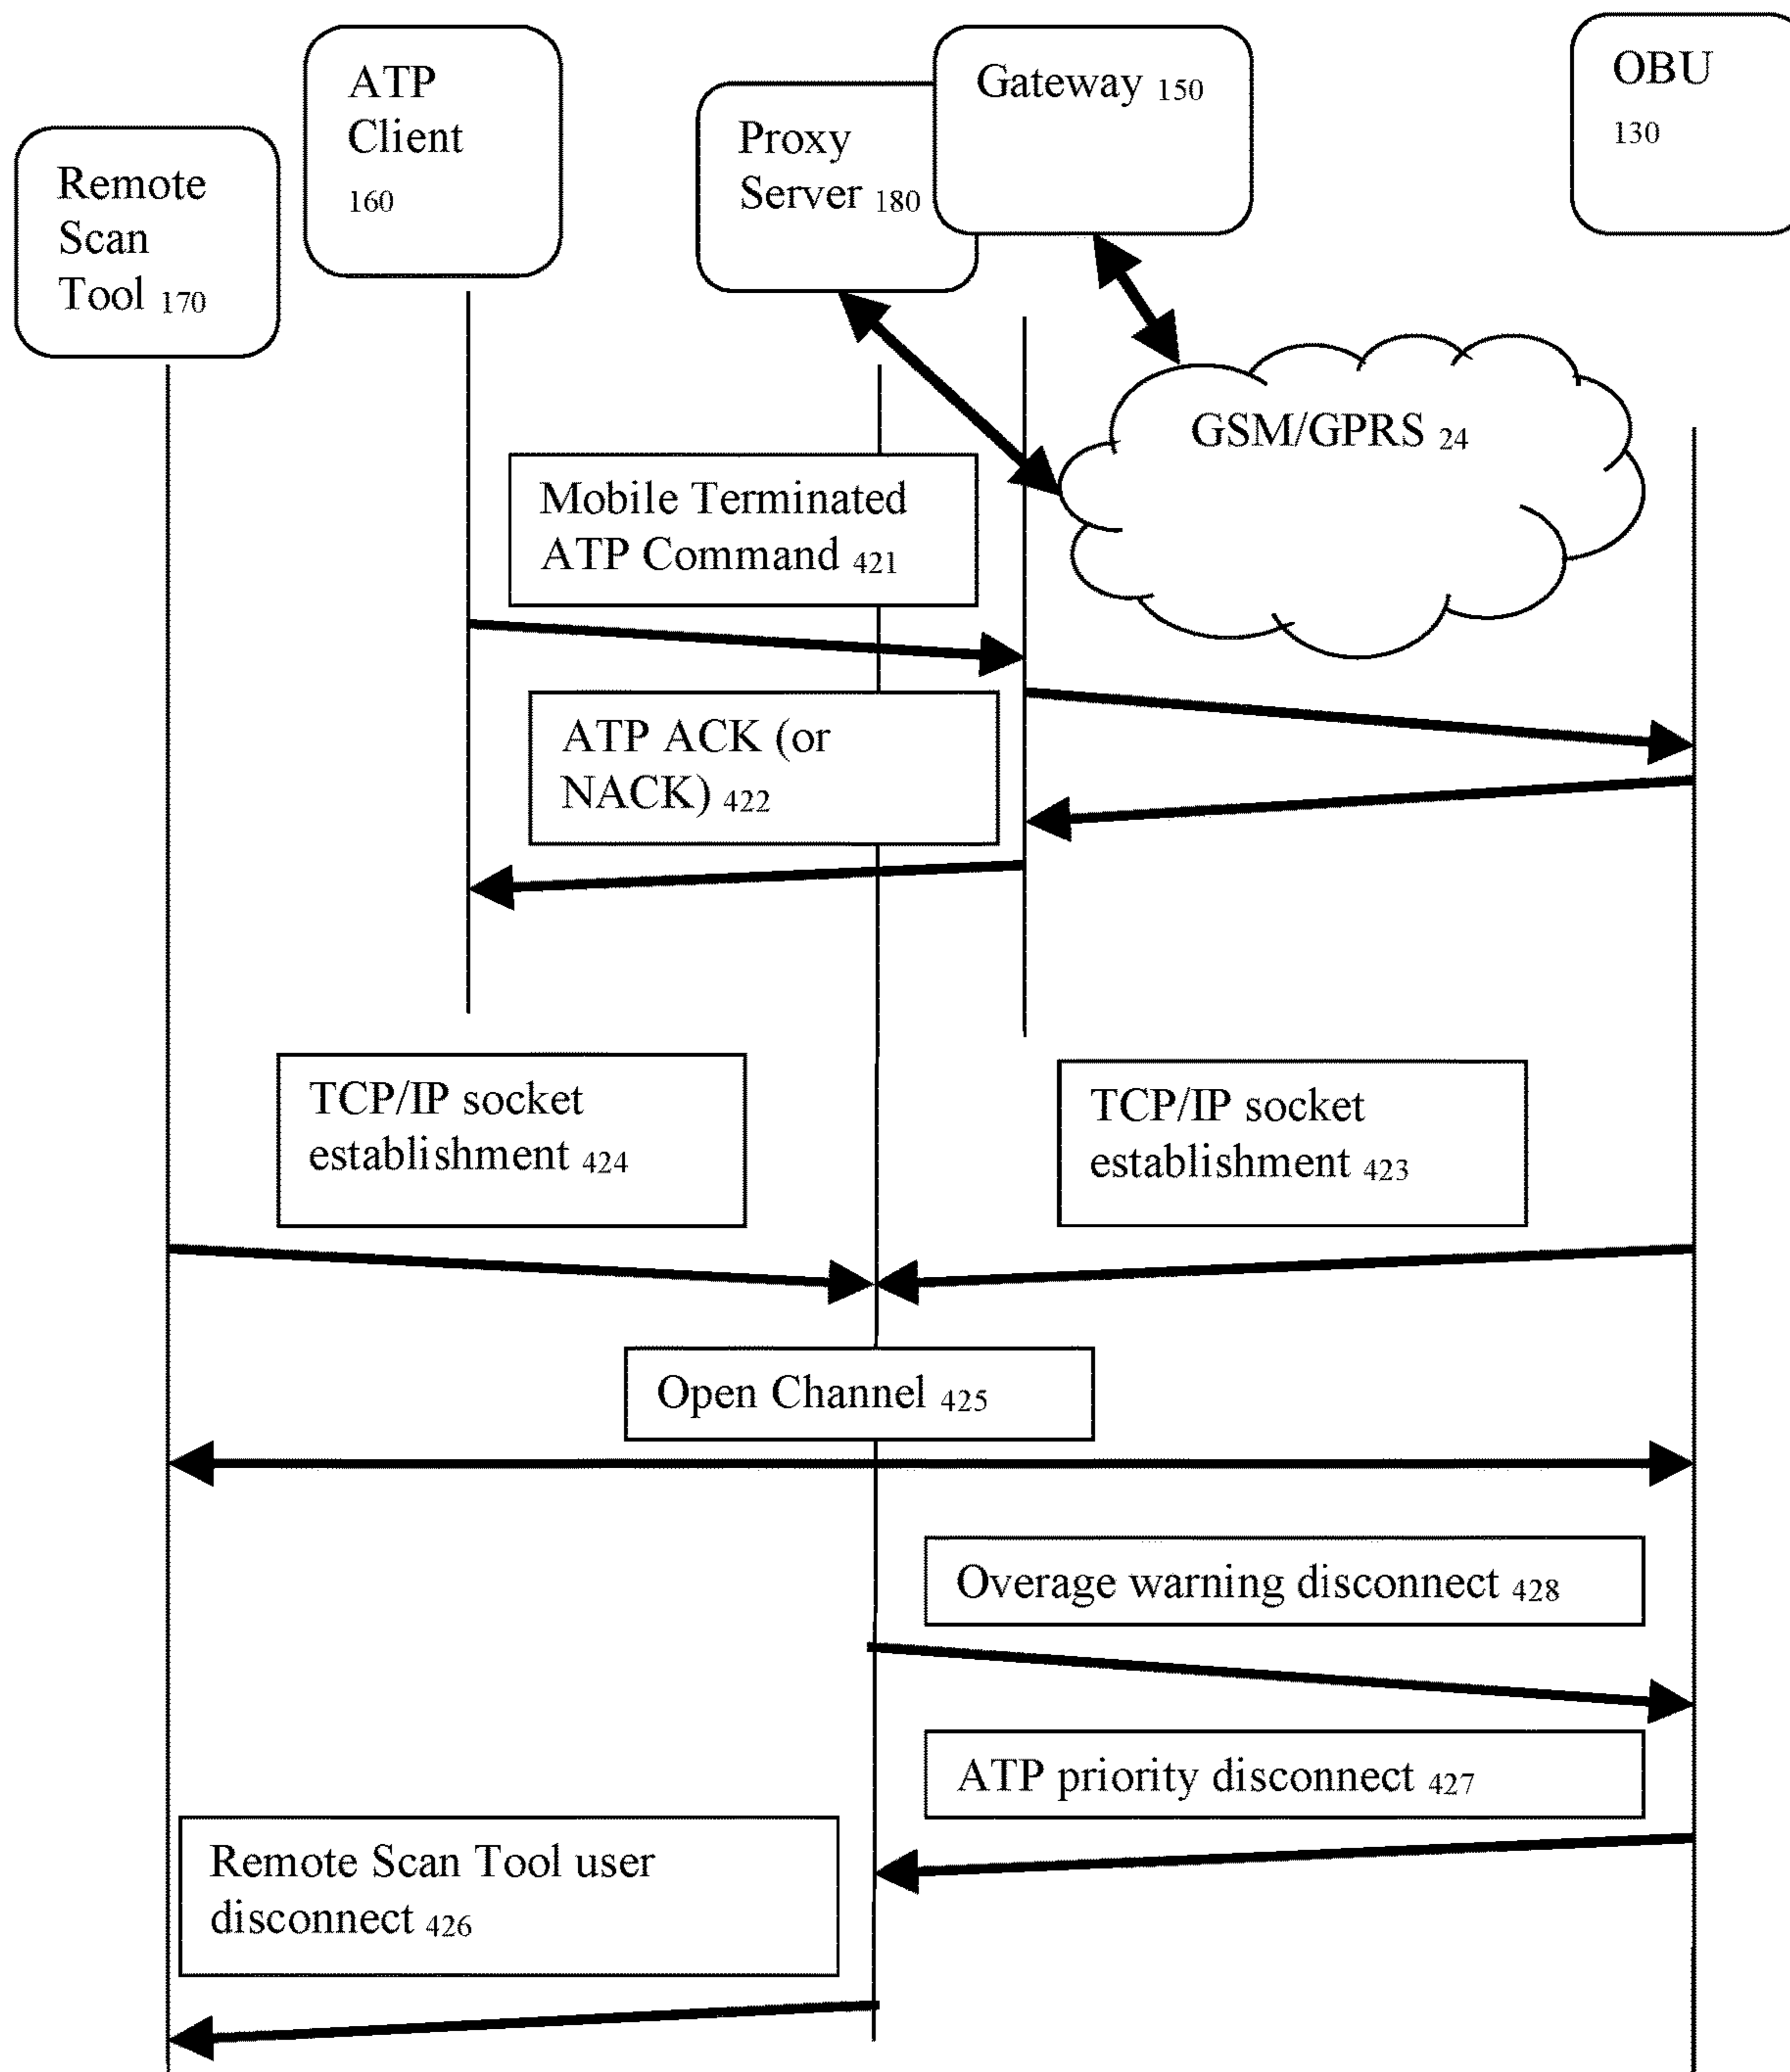 Remote
Scan
Tool 170
ATP
Client
160
Proxy
Server 180
Gateway 150
OBU
130
GSM/GPRS 24
Mobile Terminated
ATP Command 421
ATP ACK (or
NACK) 422
TCP/IP socket
establishment 424
TCP/IP socket
establishment 423
Open Channel 425
Overage warning disconnect 428
ATP priority disconnect 427
Remote Scan Tool user
disconnect 426